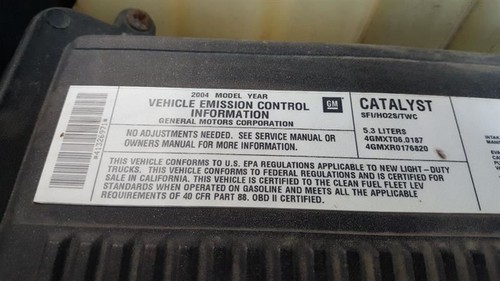 2004 MODEL YEAR
VEHICLE EMISSION CONTROL
INFORMATION
GENERAL MOTORS CORPORATION
GM
NO ADJUSTMENTS NEEDED. SEE SERVICE MANUAL OR
OWNERS MANUAL FOR MORE INFORMATION.
CATALYST
SFI/HO2S/TWC
5.3 LITERS
4GMXT06.0187
4GMXR0176820
THIS VEHICLE CONFORMS TO U.S. EPA REGULATIONS APPLICABLE TO NEW LIGHT-DUTY
TRUCKS. THIS VEHICLE CONFORMS TO FEDERAL REGULATIONS AND IS CERTIFIED FOR
SALE IN CALIFORNIA. THIS VEHICLE IS CERTIFIED TO THE CLEAN FUEL FLEET LEV
STANDARDS WHEN OPERATED ON GASOLINE AND MEETS ALL THE APPLICABLE
REQUIREMENTS OF 40 CFR PART 88. OBD II CERTIFIED.